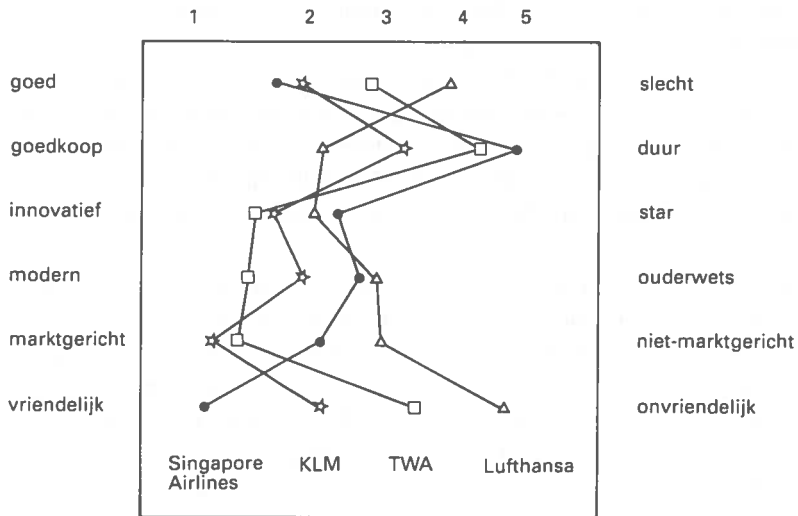 1 2 3 4 5
goed slecht
goedkoop duur
innovatief star
modern ouderwets
marktgericht niet-marktgericht
vriendelijk onvriendelijk
Singapore KLM TWA Lufthansa
Airlines